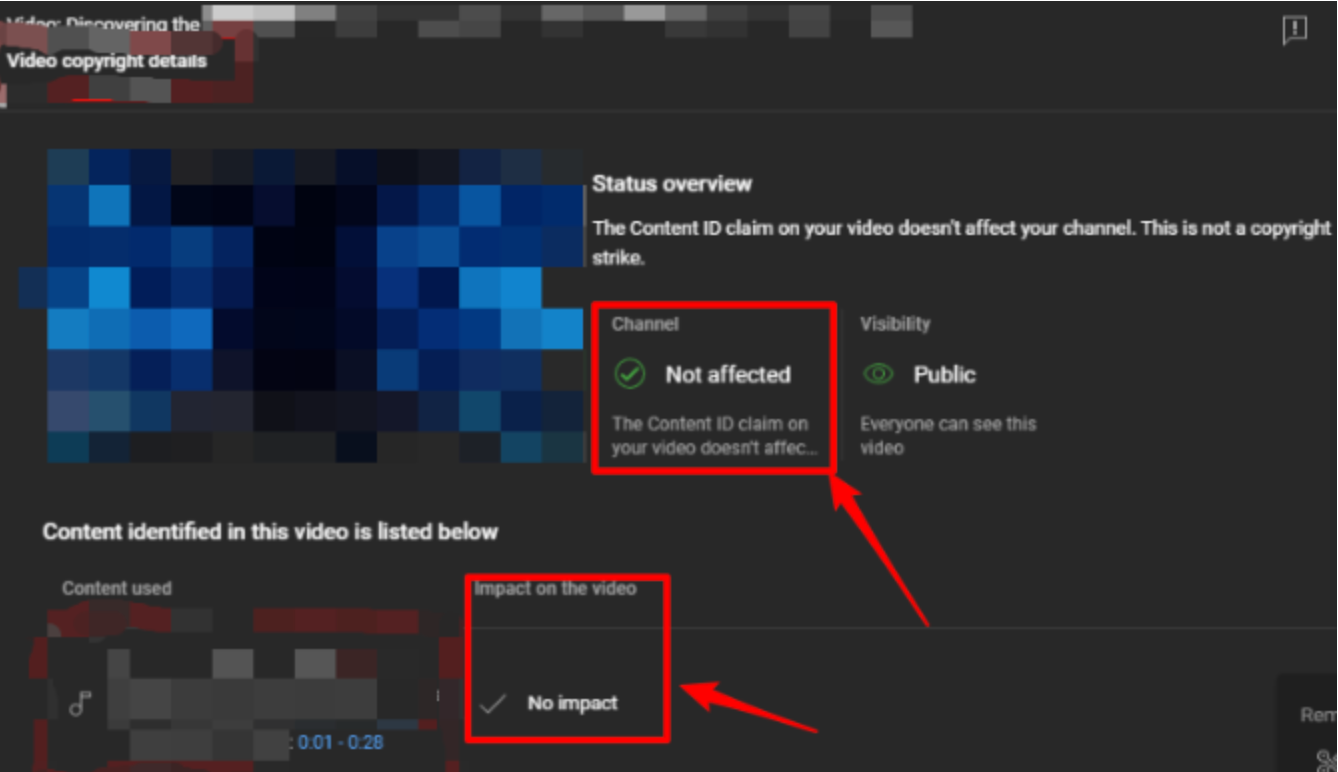 Video: Discovering the
Video copyright details
Status overview
The Content ID claim on your video doesn't affect your channel. This is not a copyright
strike.
Channel
Visibility
Not affected
Public
The Content ID claim on
your video doesn't affec...
Everyone can see this
video
Content identified in this video is listed below
Content used
Impact on the video
No impact
0:01 - 0:28
Rem